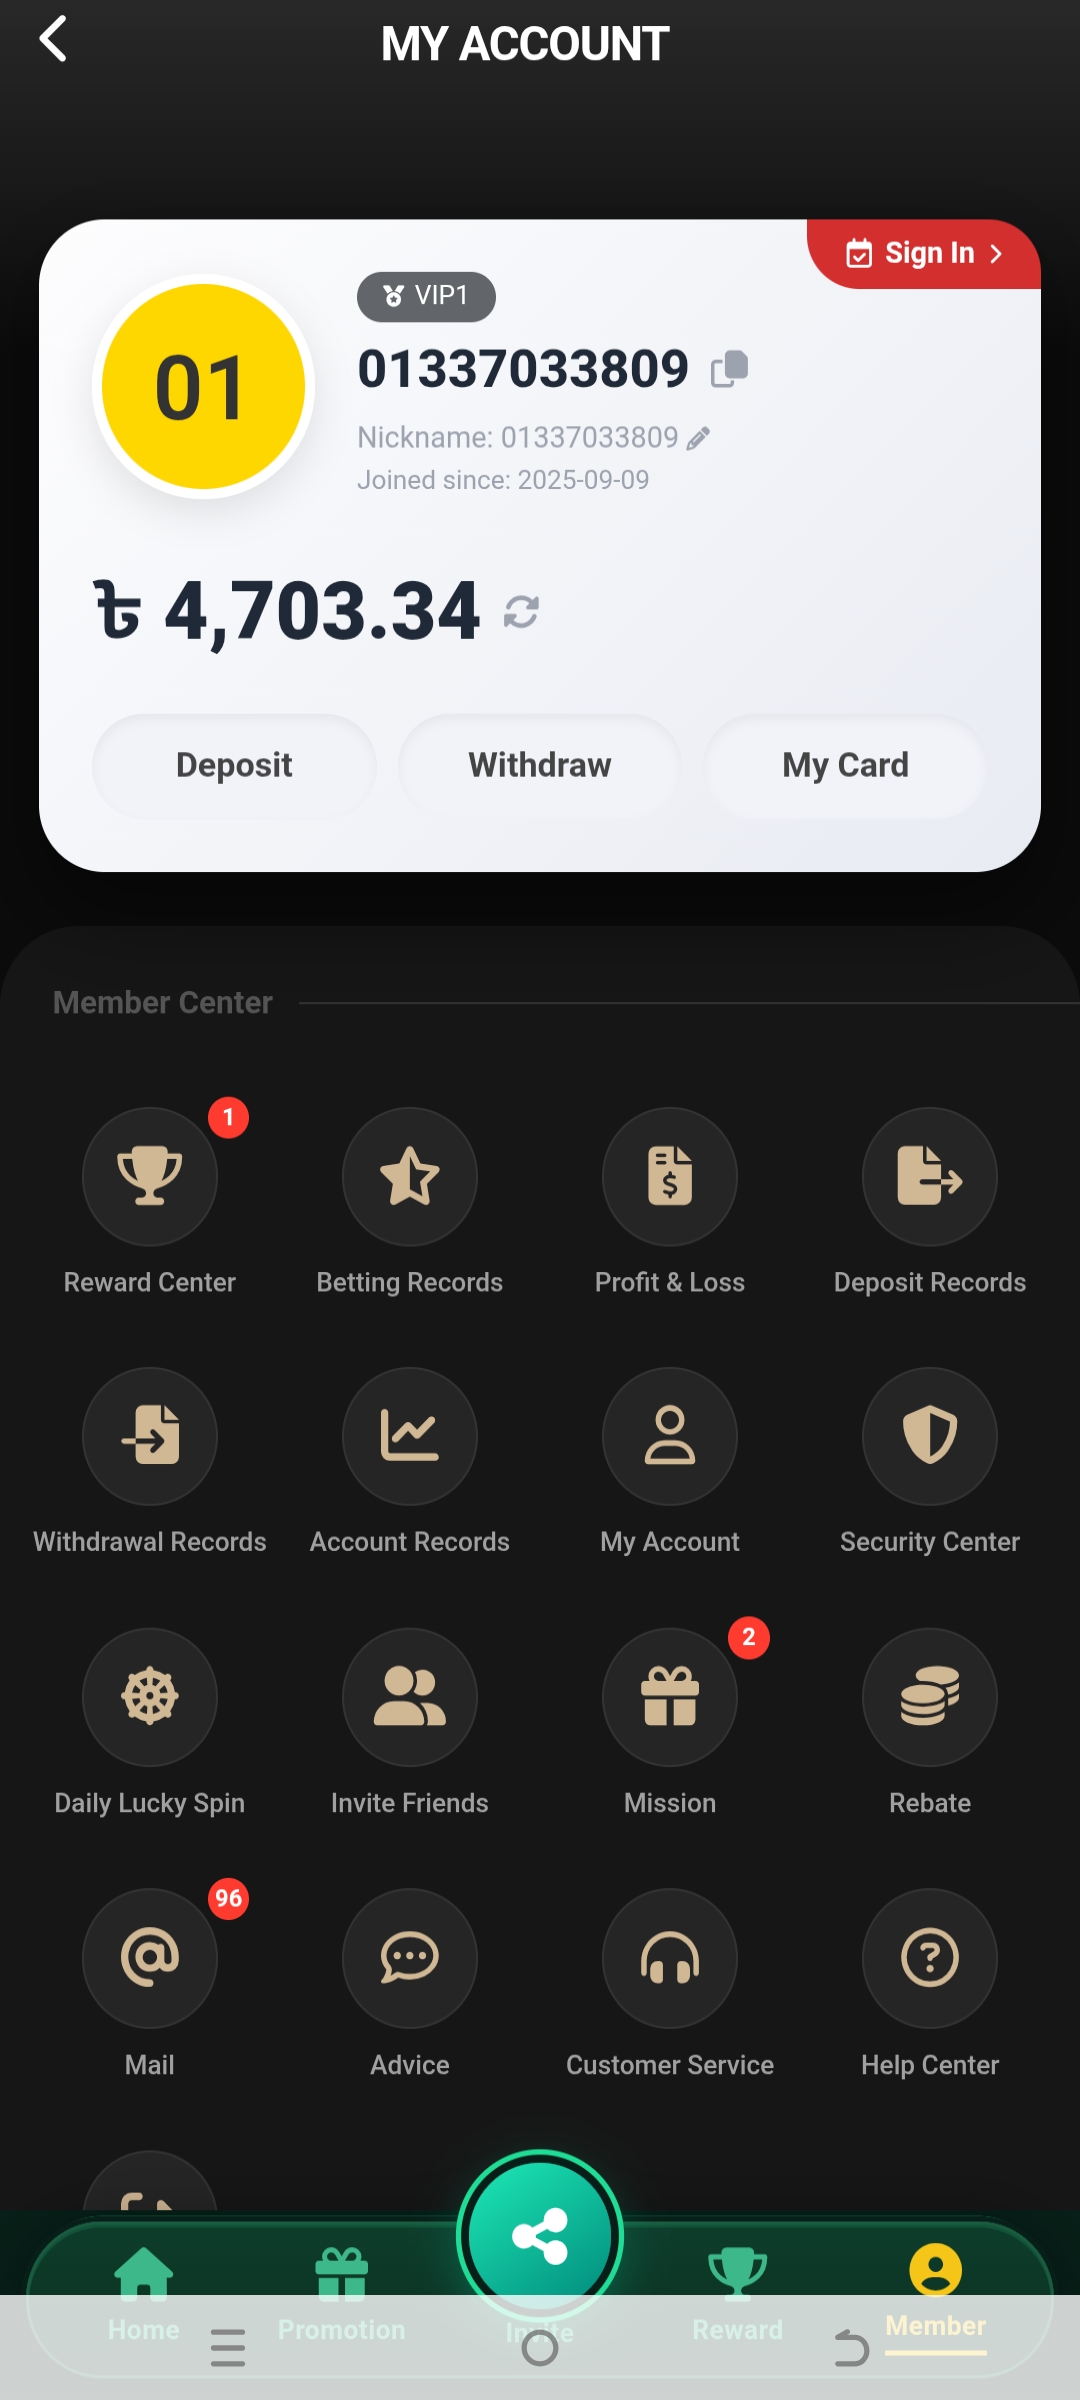 MY ACCOUNT
Sign In
VIP1
01
01337033809
Nickname: 01337033809
Joined since: 2025-09-09
৳ 4,703.34
Deposit
Withdraw
My Card
Member Center
1
Reward Center
Betting Records
Profit & Loss
Deposit Records
Withdrawal Records
Account Records
My Account
Security Center
2
Daily Lucky Spin
Invite Friends
Mission
Rebate
96
Mail
Advice
Customer Service
Help Center
Home
Promotion
Invite
Reward
Member